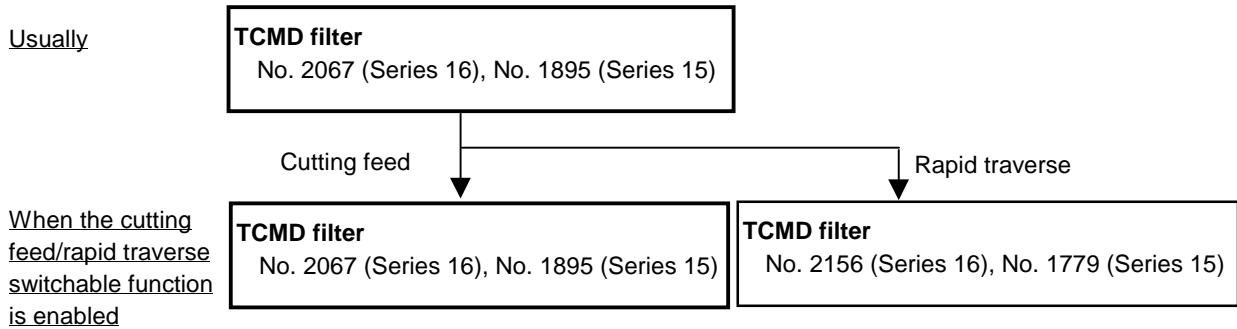 Usually
TCMD filter
No. 2067 (Series 16), No. 1895 (Series 15)
Cutting feed
Rapid traverse
When the cutting
feed/rapid traverse
switchable function
is enabled
TCMD filter
No. 2067 (Series 16), No. 1895 (Series 15)
TCMD filter
No. 2156 (Series 16), No. 1779 (Series 15)